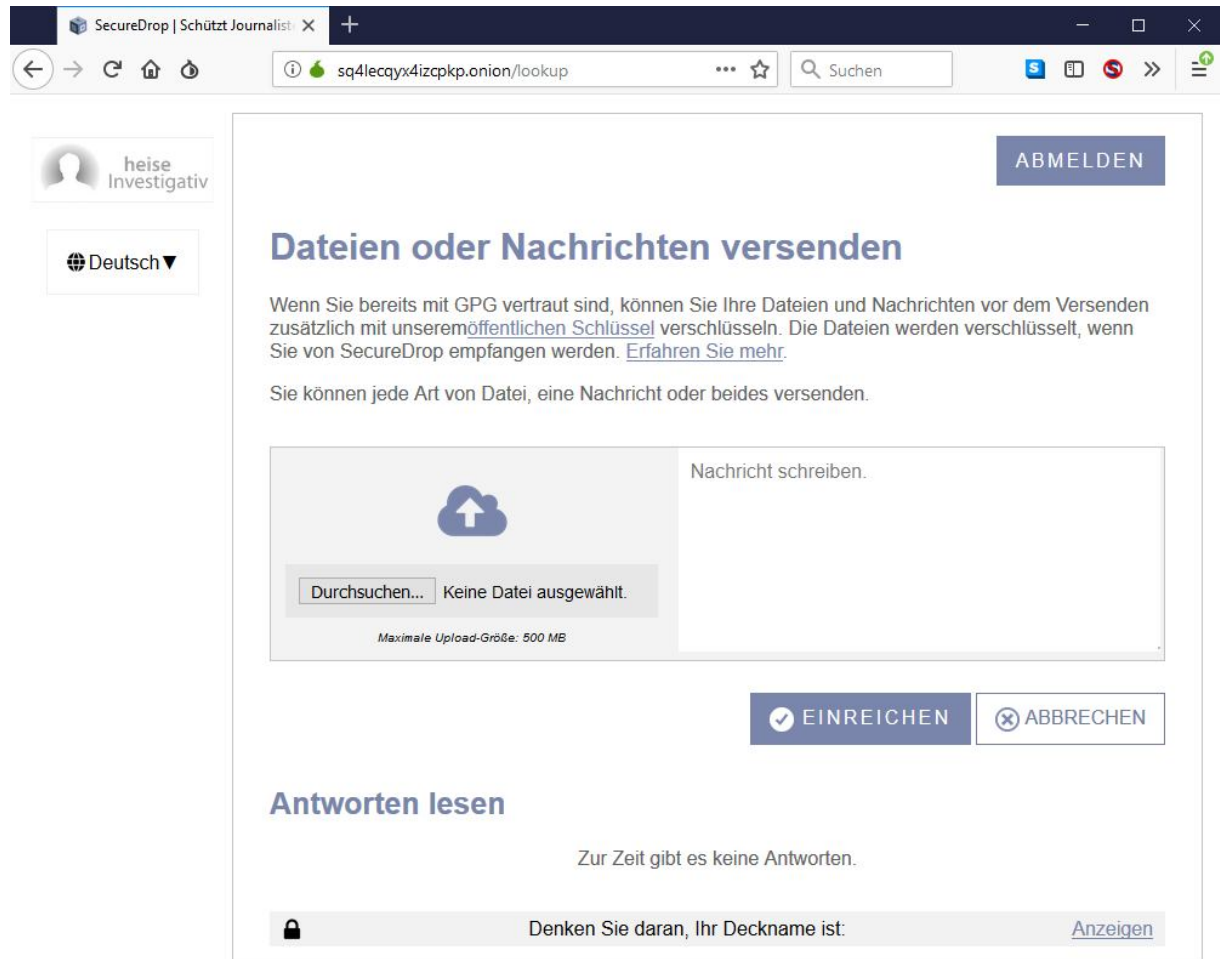 SecureDrop | Schützt Journalist
sq4lecqyx4izcpkp.onion/lookup
Suchen
heise
Investigativ
Deutsch▼
ABMELDEN
Dateien oder Nachrichten versenden
Wenn Sie bereits mit GPG vertraut sind, können Sie Ihre Dateien und Nachrichten vor dem Versenden
zusätzlich mit unseremöffentlichen Schlüssel verschlüsseln. Die Dateien werden verschlüsselt, wenn
Sie von SecureDrop empfangen werden. Erfahren Sie mehr.
Sie können jede Art von Datei, eine Nachricht oder beides versenden.
Nachricht schreiben.
Durchsuchen... Keine Datei ausgewählt.
Maximale Upload-Größe: 500 MB
EINREICHEN
ABBRECHEN
Antworten lesen
Zur Zeit gibt es keine Antworten.
Denken Sie daran, Ihr Deckname ist: Anzeigen